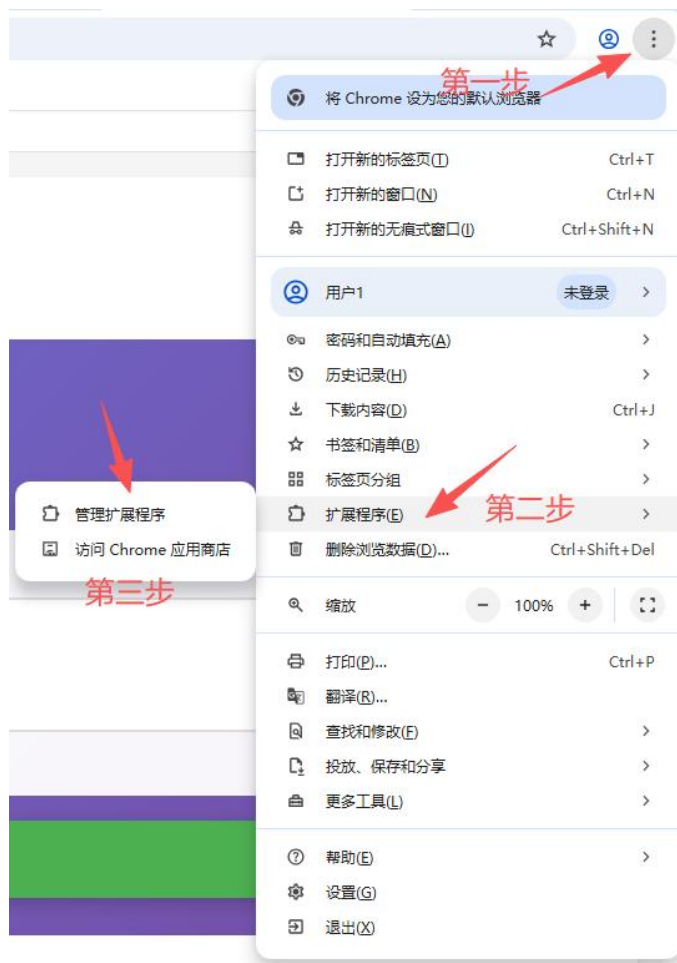 第一步
将 Chrome 设为您的默认浏览器
打开新的标签页(T) Ctrl+T
打开新的窗口(N) Ctrl+N
打开新的无痕式窗口(I) Ctrl+Shift+N
用户1 未登录
密码和自动填充(A)
历史记录(H)
下载内容(D) Ctrl+J
书签和清单(B)
标签页分组
管理扩展程序
扩展程序(E)
第二步
访问 Chrome 应用商店
删除浏览数据(D)... Ctrl+Shift+Del
第三步
缩放 − 100% +
打印(P)... Ctrl+P
翻译(R)...
查找和修改(F)
投放、保存和分享
更多工具(L)
帮助(E)
设置(G)
退出(X)